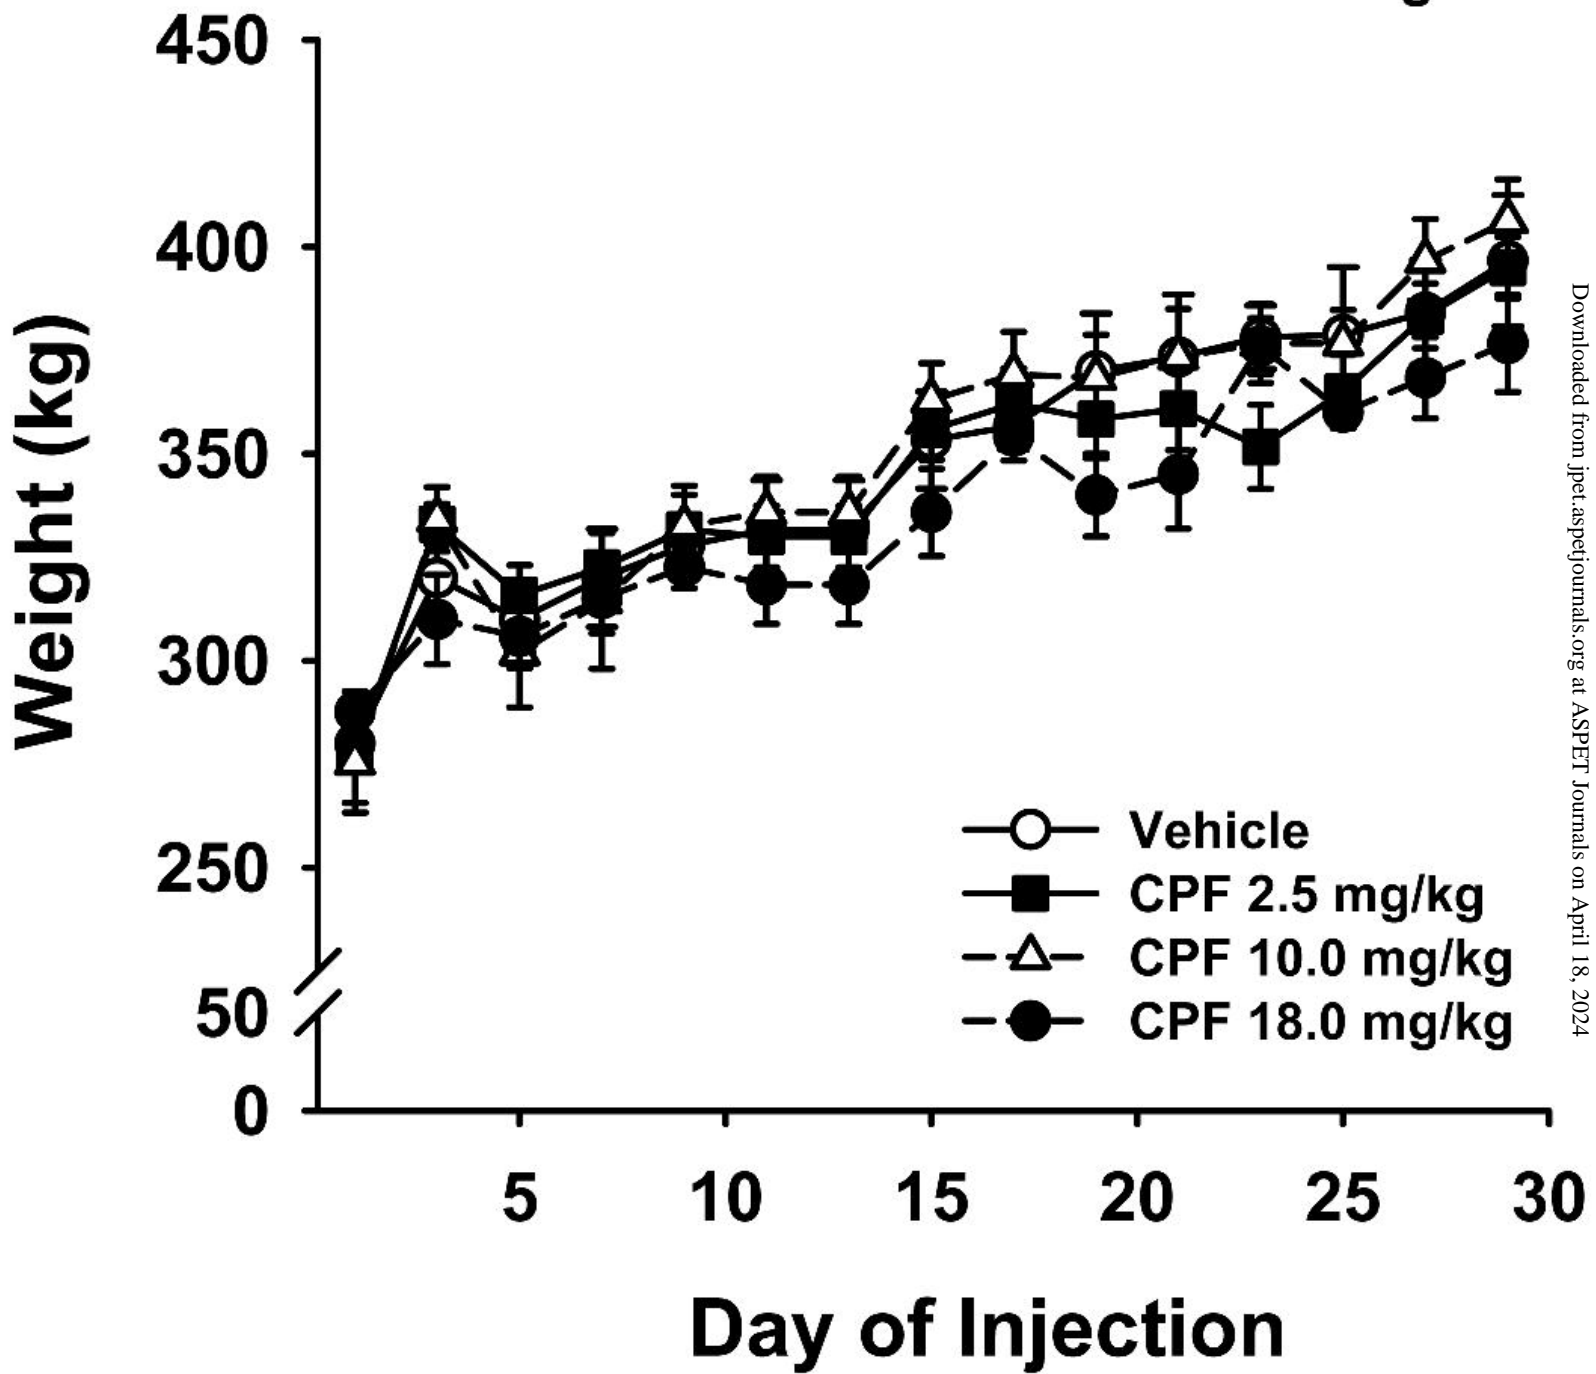 450
400
350
300
250
50
0
Weight (kg)
Vehicle
CPF 2.5 mg/kg
CPF 10.0 mg/kg
CPF 18.0 mg/kg
5 10 15 20 25 30
Day of Injection
Downloaded from jpet.aspetjournals.org at ASPET Journals on April 18, 2024